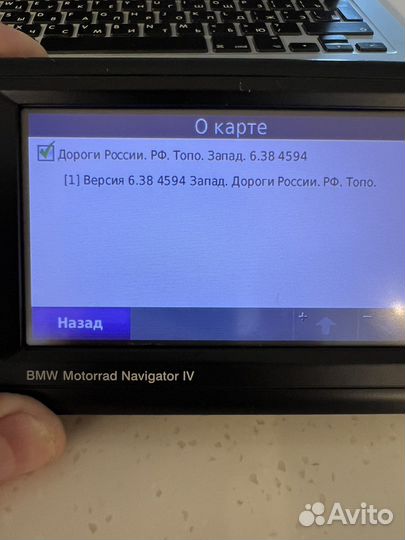 О карте
Дороги России. РФ. Топо. Запад. 6.38 4594
[1] Версия 6.38 4594 Запад. Дороги России. РФ. Топо.
Назад
+
−
BMW Motorrad Navigator IV
Avito